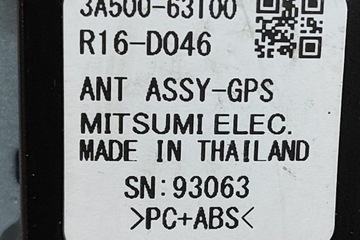 3A500-63T00
R16-D046
ANT ASSY-GPS
MITSUMI ELEC.
MADE IN THAILAND
SN: 93063
>PC+ABS<